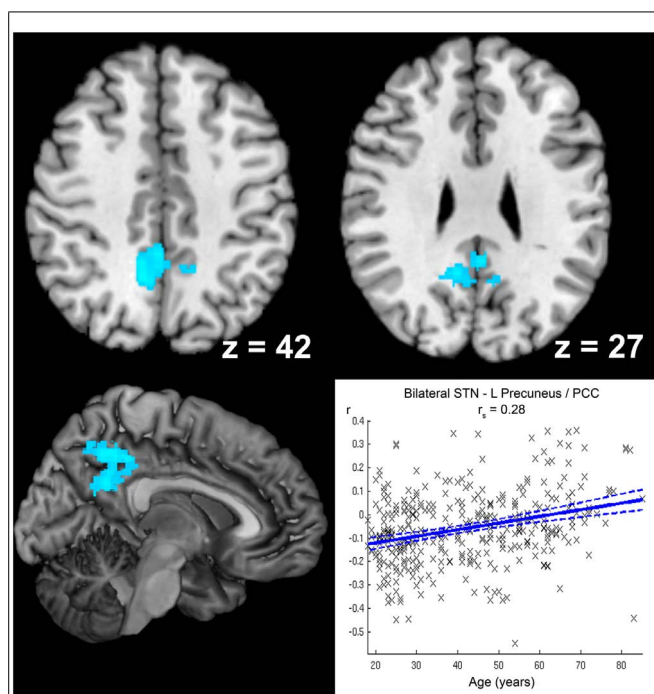 z = 42
z = 27
Bilateral STN - L Precuneus / PCC
r rs = 0.28
0.4
0.3
0.2
0.1
0
-0.1
-0.2
-0.3
-0.4
-0.5
20 30 40 50 60 70 80
Age (years)